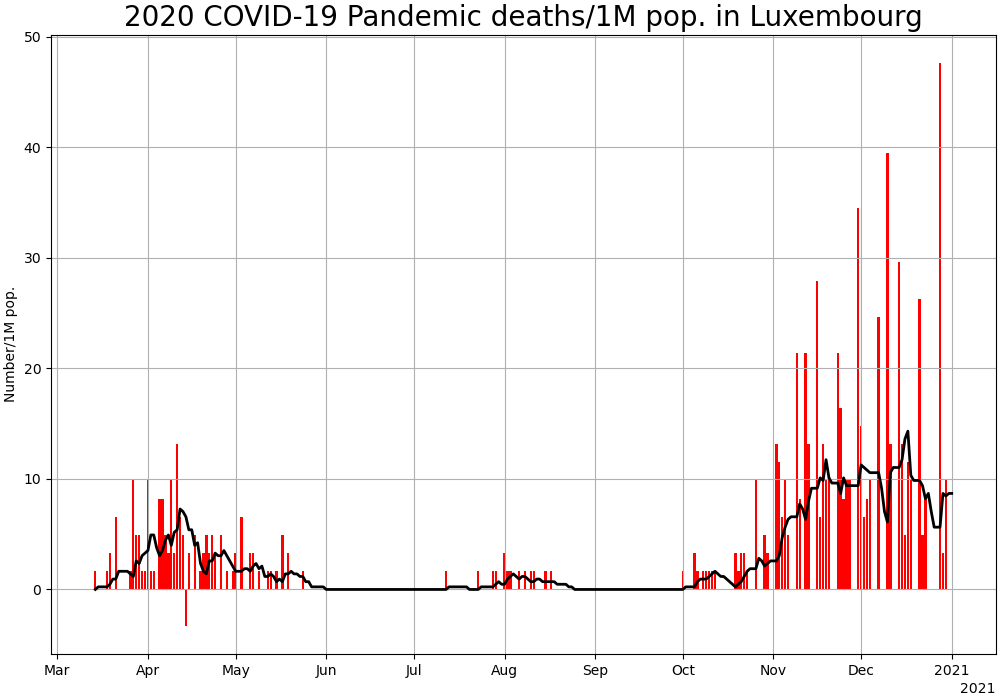 2020 COVID-19 Pandemic deaths/1M pop. in Luxembourg
Number/1M pop.
50
40
30
20
10
0
Mar Apr May Jun Jul Aug Sep Oct Nov Dec 2021
2021